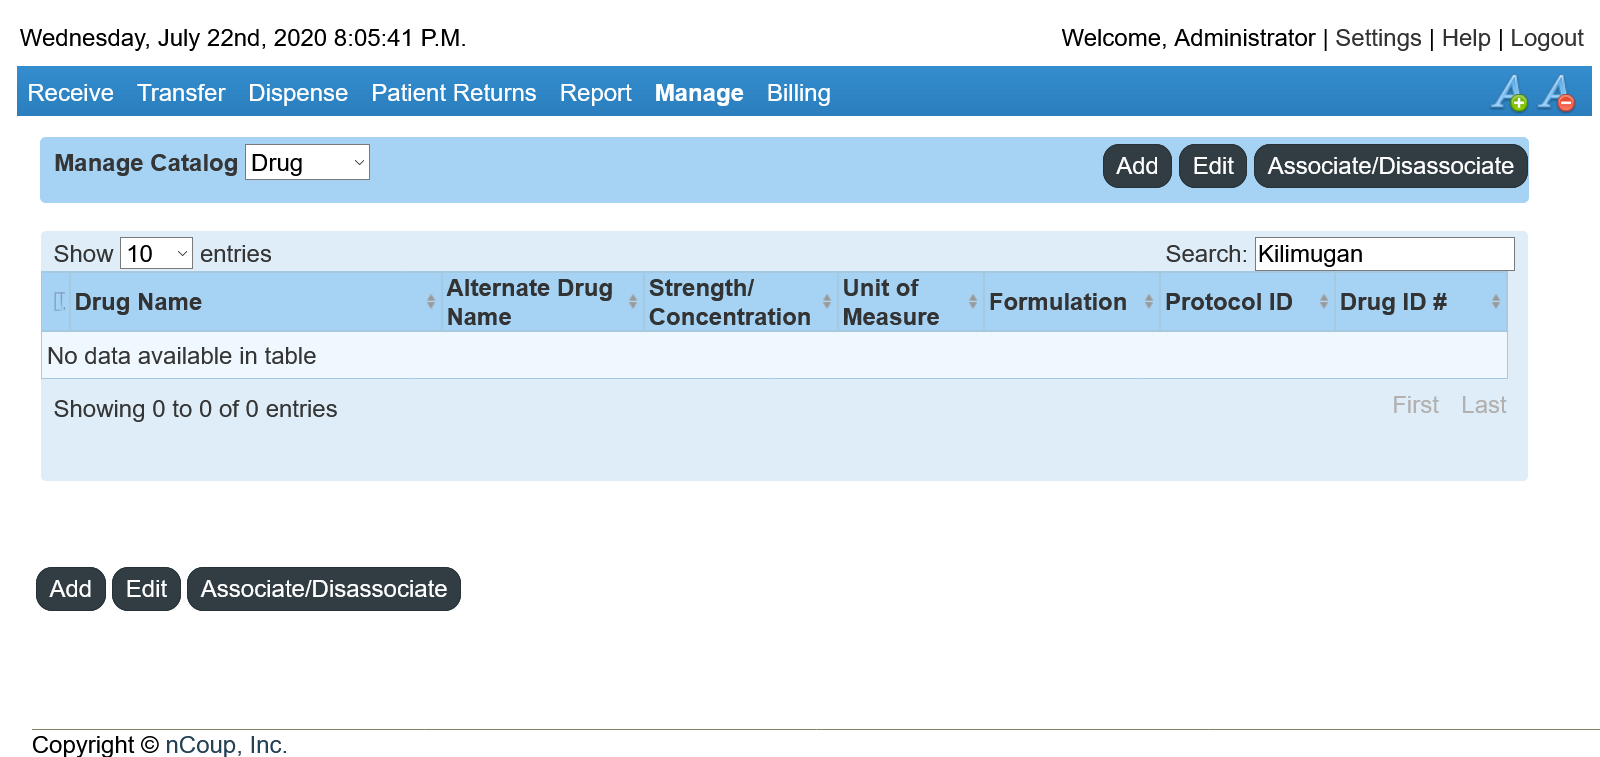 Wednesday, July 22nd, 2020 8:05:41 P.M.
Welcome, Administrator | Settings | Help | Logout
Receive Transfer Dispense Patient Returns Report Manage Billing
Manage Catalog Drug
Add Edit Associate/Disassociate
Show 10 entries
Search: Kilimugan
Drug Name
Alternate Drug
Name
Strength/
Concentration
Unit of
Measure
Formulation
Protocol ID
Drug ID #
No data available in table
Showing 0 to 0 of 0 entries
First Last
Add Edit Associate/Disassociate
Copyright © nCoup, Inc.